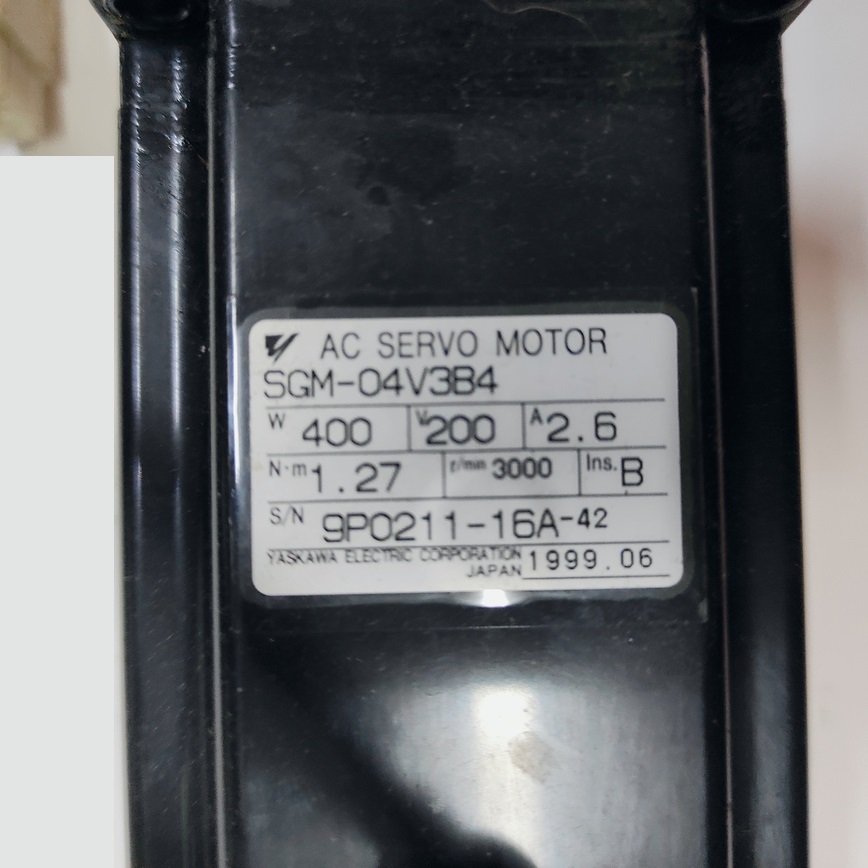 AC SERVO MOTOR
SGM-04V3B4
W 400 V 200 A 2.6
N·m 1.27 r/min 3000 Ins. B
S/N 9P0211-16A-42
YASKAWA ELECTRIC CORPORATION
JAPAN 1999.06